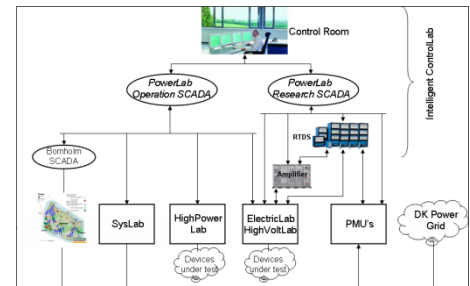 Control Room
PowerLab
Operation SCADA
PowerLab
Research SCADA
Intelligent ControlLab
RTDS
Bornholm
SCADA
Amplifier
SysLab
HighPower
Lab
ElectricLab
HighVoltLab
PMU's
DK Power
Grid
Devices
under test
Devices
under test